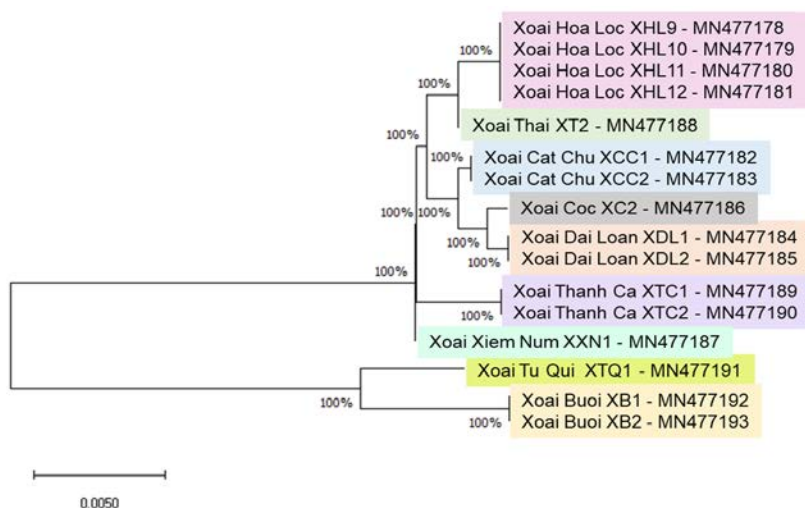 Xoai Hoa Loc XHL9 - MN477178
Xoai Hoa Loc XHL10 - MN477179
Xoai Hoa Loc XHL11 - MN477180
Xoai Hoa Loc XHL12 - MN477181
100%
100%
Xoai Thai XT2 - MN477188
100%
100%
Xoai Cat Chu XCC1 - MN477182
Xoai Cat Chu XCC2 - MN477183
100%
100%
Xoai Coc XC2 - MN477186
100%
Xoai Dai Loan XDL1 - MN477184
Xoai Dai Loan XDL2 - MN477185
100%
100%
Xoai Thanh Ca XTC1 - MN477189
Xoai Thanh Ca XTC2 - MN477190
100%
Xoai Xiem Num XXN1 - MN477187
Xoai Tu Qui XTQ1 - MN477191
100%
Xoai Buoi XB1 - MN477192
Xoai Buoi XB2 - MN477193
100%
0.0050